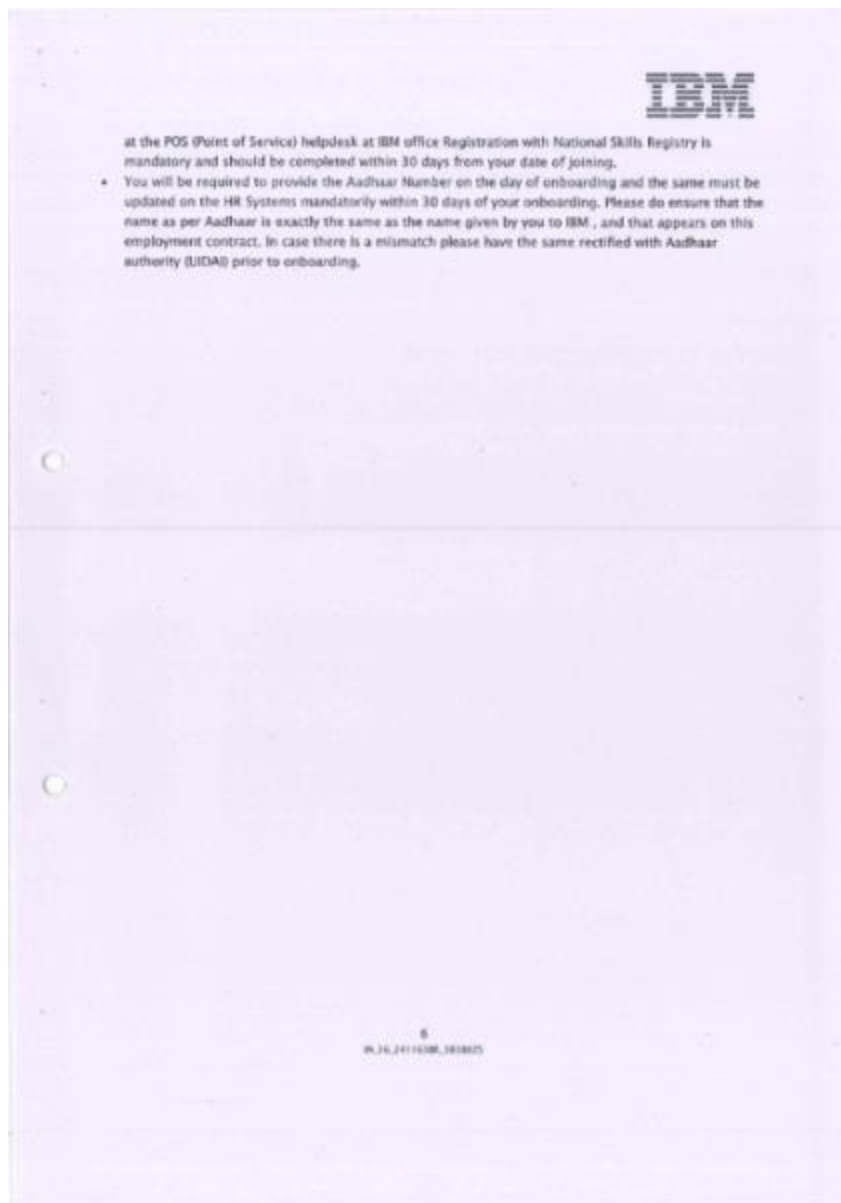 IBM
at the POS (Point of Service) helpdesk at IBM office Registration with National Skills Registry is
mandatory and should be completed within 30 days from your date of joining.
• You will be required to provide the Aadhaar Number on the day of onboarding and the same must be
updated on the HR Systems mandatorily within 30 days of your onboarding. Please do ensure that the
name as per Aadhaar is exactly the same as the name given by you to IBM , and that appears on this
employment contract. In case there is a mismatch please have the same rectified with Aadhaar
authority (UIDAI) prior to onboarding.
6